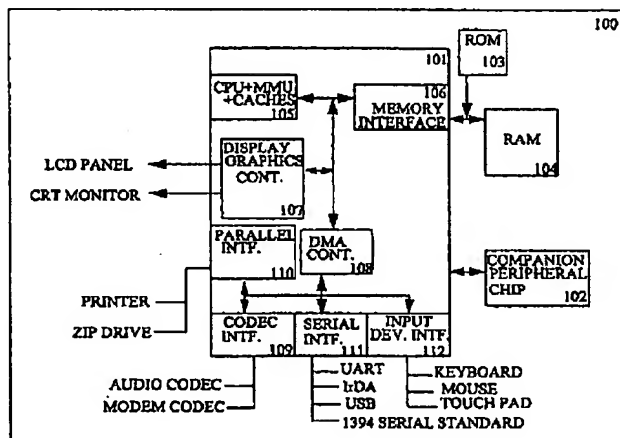 100
101
ROM
103
CPU+MMU
+CACHES
105
106
MEMORY
INTERFACE
RAM
104
LCD PANEL
CRT MONITOR
DISPLAY
GRAPHICS
CONT.
107
PARALLEL
INTF.
110
DMA
CONT.
108
COMPANION
PERIPHERAL
CHIP
102
PRINTER
ZIP DRIVE
CODEC
INTF.
109
SERIAL
INTF.
111
INPUT
DEV. INTF.
112
AUDIO CODEC
MODEM CODEC
UART
IrDA
USB
1394 SERIAL STANDARD
KEYBOARD
MOUSE
TOUCH PAD